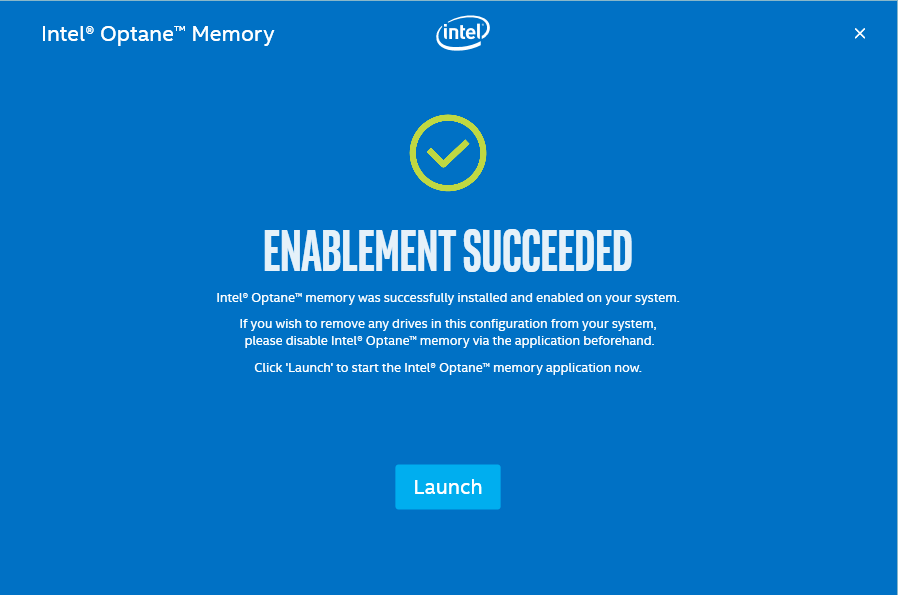 Intel® Optane™ Memory
intel
ENABLEMENT SUCCEEDED
Intel® Optane™ memory was successfully installed and enabled on your system.
If you wish to remove any drives in this configuration from your system,
please disable Intel® Optane™ memory via the application beforehand.
Click 'Launch' to start the Intel® Optane™ memory application now.
Launch